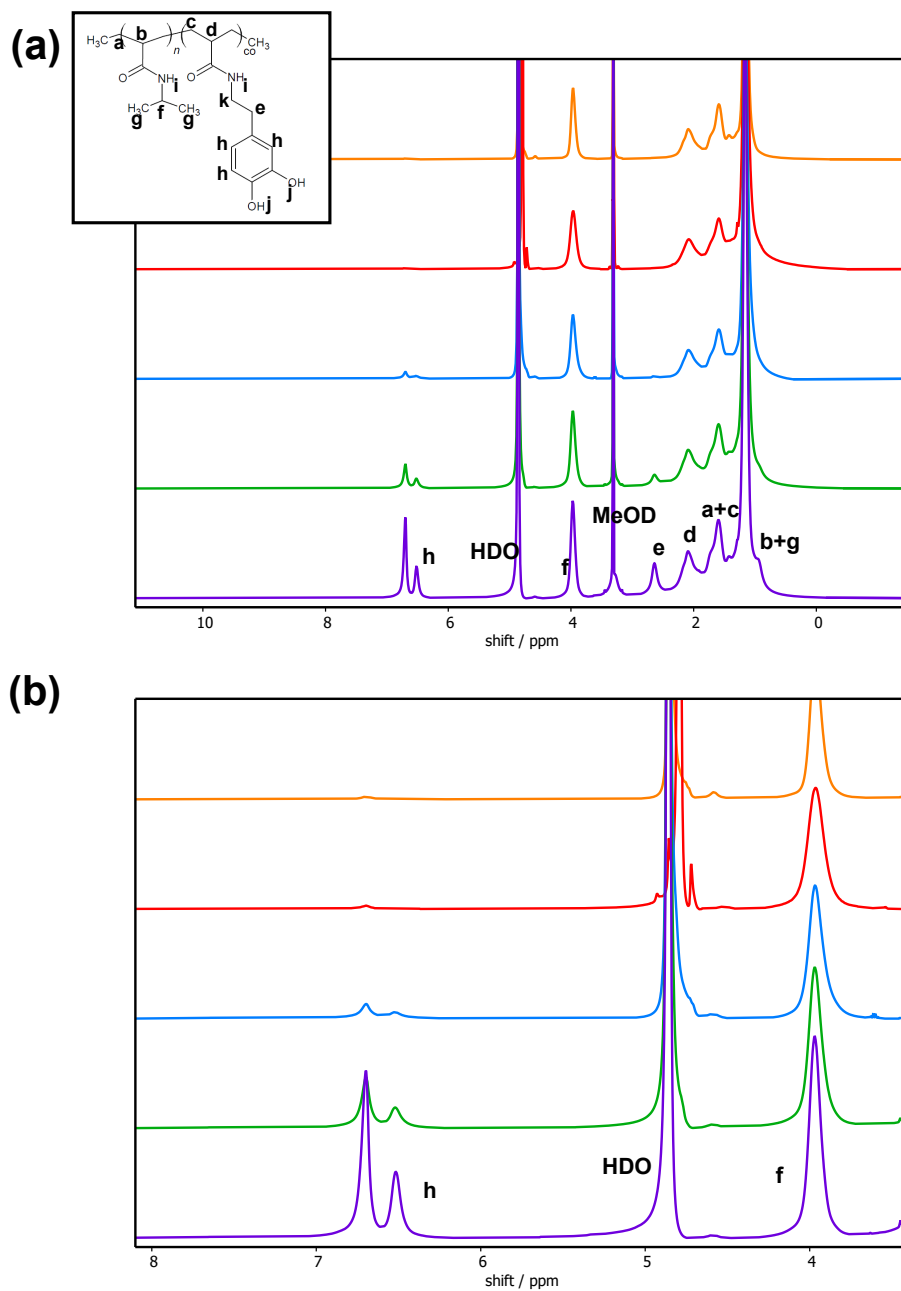 (a)
H₃C
a
b
n
c
d
co
CH₃
O
NH
i
O
NH
i
H₃C
f
CH₃
g
g
k
e
h
h
h
OH
j
OH
j
HDO
MeOD
a+c
b+g
d
e
f
h
10 8 6 4 2 0
shift / ppm
(b)
HDO
f
h
8 7 6 5 4
shift / ppm